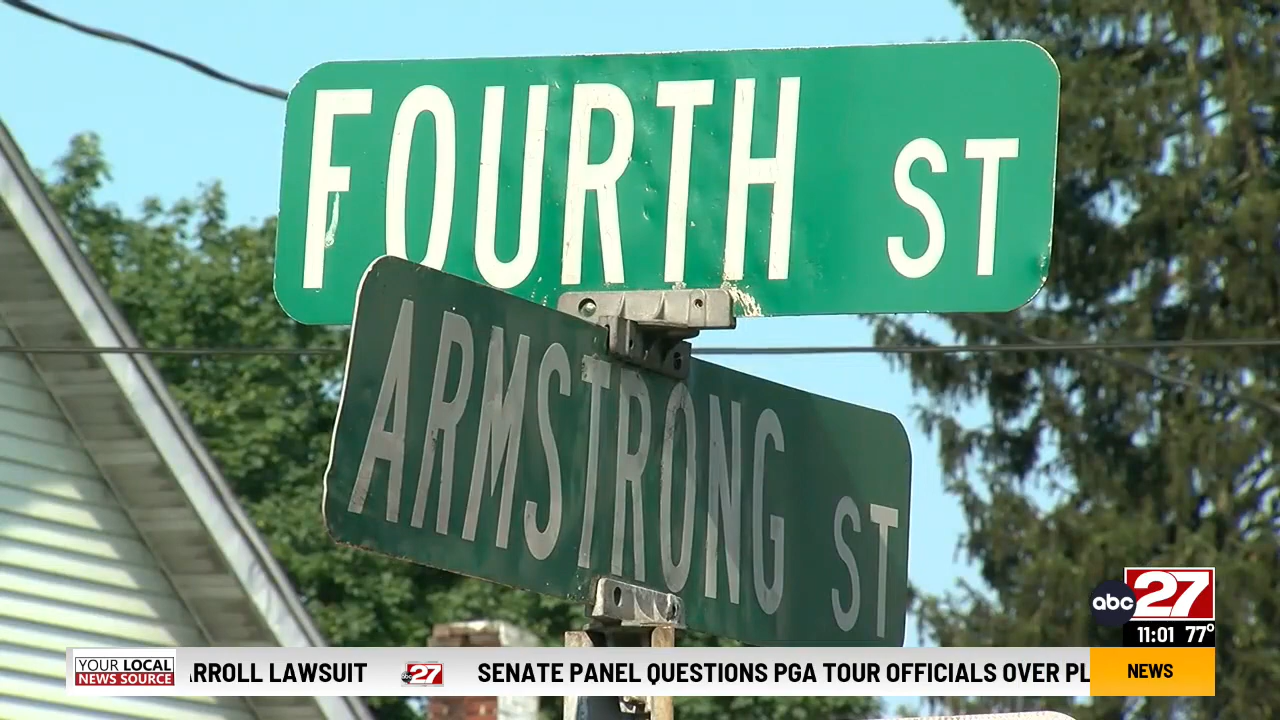 FOURTH ST
ARMSTRONG ST
abc 27
11:01 77°
YOUR LOCAL
NEWS SOURCE
ARROLL LAWSUIT abc 27 SENATE PANEL QUESTIONS PGA TOUR OFFICIALS OVER PL
NEWS